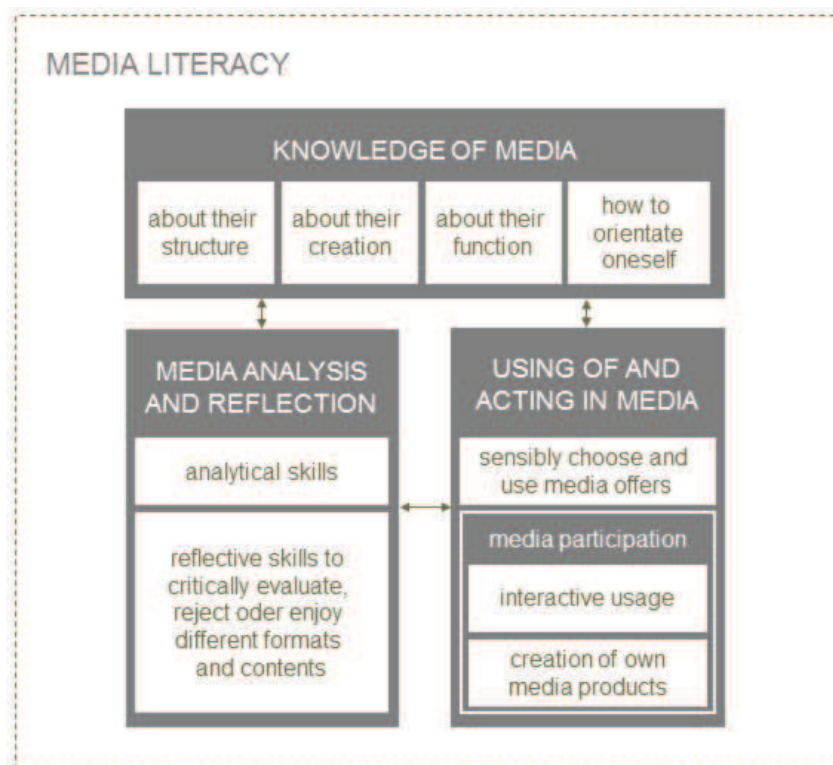 MEDIA LITERACY
KNOWLEDGE OF MEDIA
about their
structure
about their
creation
about their
function
how to
orientate
oneself
MEDIA ANALYSIS
AND REFLECTION
analytical skills
reflective skills to
critically evaluate,
reject oder enjoy
different formats
and contents
USING OF AND
ACTING IN MEDIA
sensibly choose and
use media offers
media participation
interactive usage
creation of own
media products